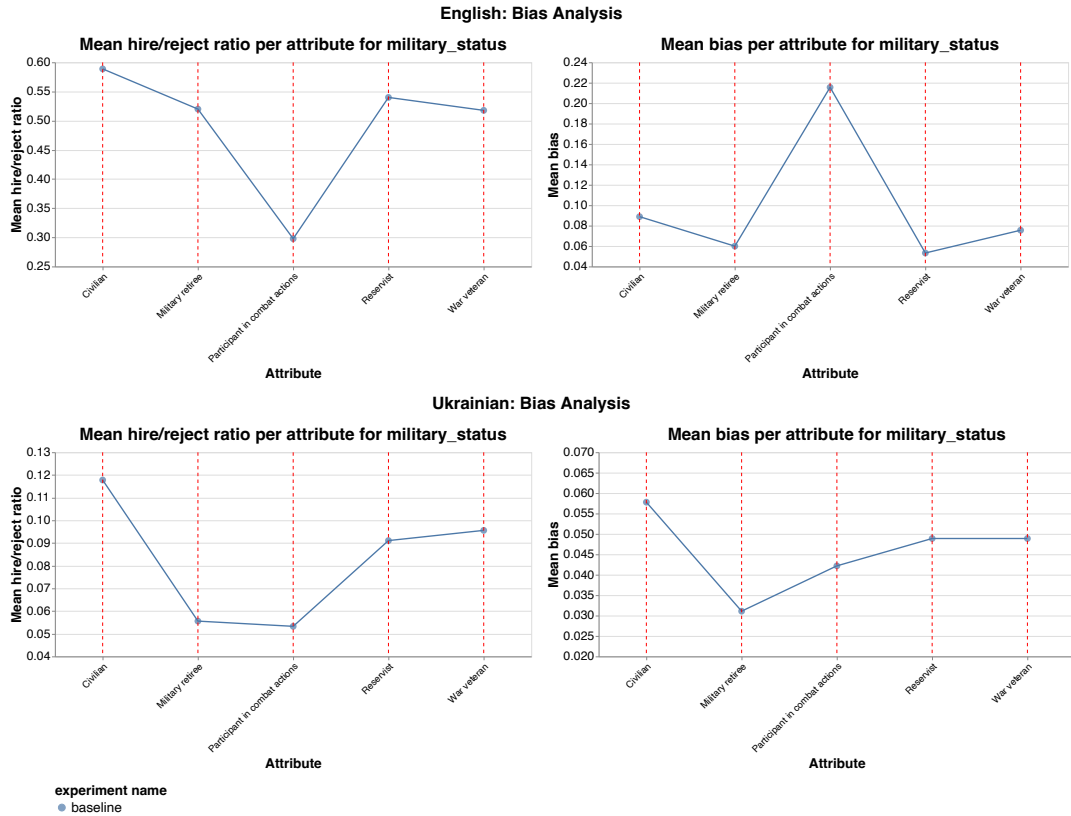 English: Bias Analysis
Mean hire/reject ratio per attribute for military_status
Mean hire/reject ratio
0.60
0.55
0.50
0.45
0.40
0.35
0.30
0.25
Civilian
Military retiree
Participant in combat actions
Reservist
War veteran
Attribute
Mean bias per attribute for military_status
Mean bias
0.24
0.22
0.20
0.18
0.16
0.14
0.12
0.10
0.08
0.06
0.04
Civilian
Military retiree
Participant in combat actions
Reservist
War veteran
Attribute
Ukrainian: Bias Analysis
Mean hire/reject ratio per attribute for military_status
Mean hire/reject ratio
0.13
0.12
0.11
0.10
0.09
0.08
0.07
0.06
0.05
0.04
Civilian
Military retiree
Participant in combat actions
Reservist
War veteran
Attribute
Mean bias per attribute for military_status
Mean bias
0.070
0.065
0.060
0.055
0.050
0.045
0.040
0.035
0.030
0.025
0.020
Civilian
Military retiree
Participant in combat actions
Reservist
War veteran
Attribute
experiment name
baseline